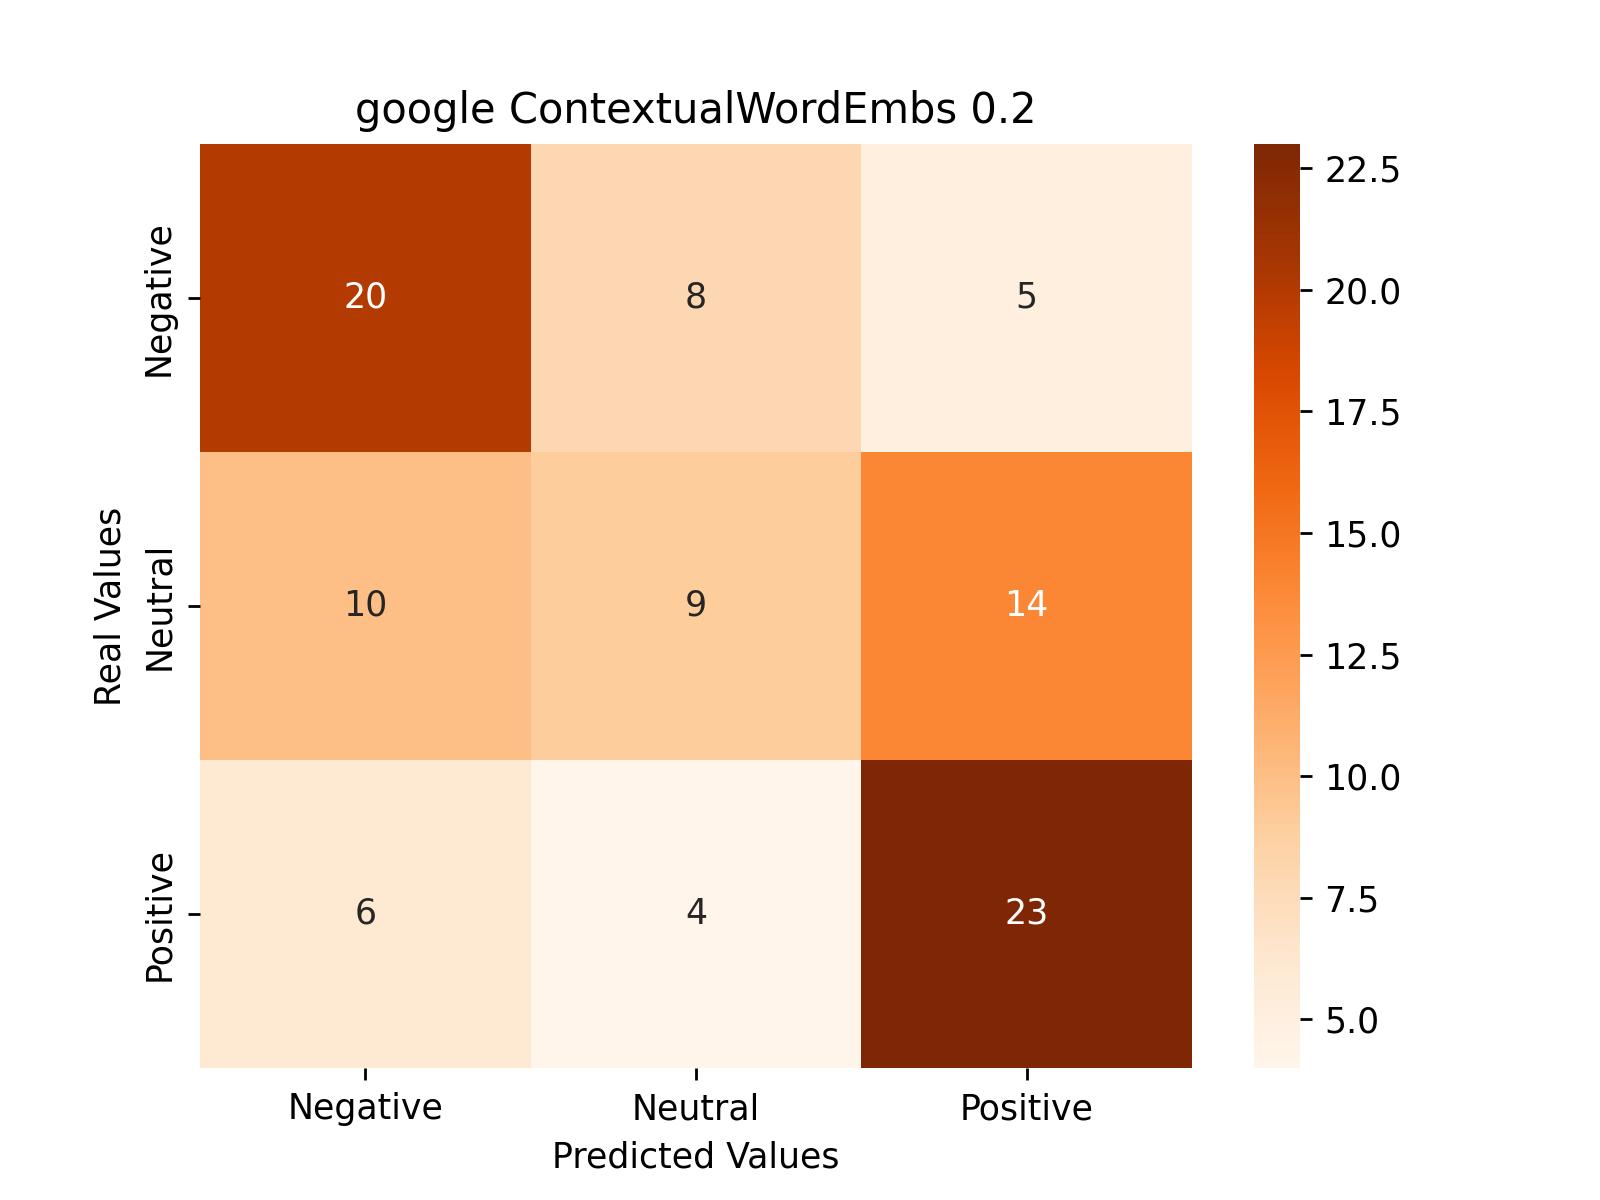 google ContextualWordEmbs 0.2
Real Values
Negative
20 8 5
Neutral
10 9 14
Positive
6 4 23
Negative Neutral Positive
Predicted Values
22.5
20.0
17.5
15.0
12.5
10.0
7.5
5.0